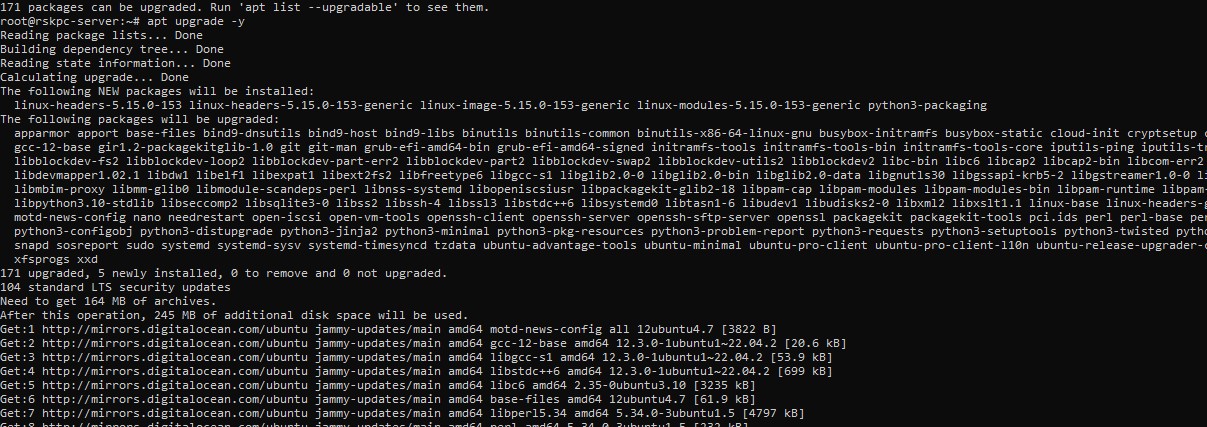 171 packages can be upgraded. Run 'apt list --upgradable' to see them.
root@rskpc-server:~# apt upgrade -y
Reading package lists... Done
Building dependency tree... Done
Reading state information... Done
Calculating upgrade... Done
The following NEW packages will be installed:
  linux-headers-5.15.0-153 linux-headers-5.15.0-153-generic linux-image-5.15.0-153-generic linux-modules-5.15.0-153-generic python3-packaging
The following packages will be upgraded:
  apparmor apport base-files bind9-dnsutils bind9-host bind9-libs binutils binutils-common binutils-x86-64-linux-gnu busybox-initramfs busybox-static cloud-init cryptsetup
  gcc-12-base gir1.2-packagekitglib-1.0 git git-man grub-efi-amd64-bin grub-efi-amd64-signed initramfs-tools initramfs-tools-bin initramfs-tools-core iputils-ping iputils-tr
  libblockdev-fs2 libblockdev-loop2 libblockdev-part-err2 libblockdev-part2 libblockdev-swap2 libblockdev-utils2 libblockdev2 libc-bin libc6 libcap2 libcap2-bin libcom-err2
  libdevmapper1.02.1 libdw1 libelf1 libexpat1 libext2fs2 libfreetype6 libgcc-s1 libglib2.0-0 libglib2.0-bin libglib2.0-data libgnutls30 libgssapi-krb5-2 libgstreamer1.0-0 li
  libmbim-proxy libmm-glib0 libmodule-scandeps-perl libnss-systemd libopeniscsiusr libpackagekit-glib2-18 libpam-cap libpam-modules libpam-modules-bin libpam-runtime libpam-
  libpython3.10-stdlib libseccomp2 libsqlite3-0 libss2 libssh-4 libssl3 libstdc++6 libsystemd0 libtasn1-6 libudev1 libudisks2-0 libxml2 libxslt1.1 linux-base linux-headers-g
  motd-news-config nano needrestart open-iscsi open-vm-tools openssh-client openssh-server openssh-sftp-server openssl packagekit packagekit-tools pci.ids perl perl-base per
  python3-configobj python3-distupgrade python3-jinja2 python3-minimal python3-pkg-resources python3-problem-report python3-requests python3-setuptools python3-twisted pytho
  snapd sosreport sudo systemd systemd-sysv systemd-timesyncd tzdata ubuntu-advantage-tools ubuntu-minimal ubuntu-pro-client ubuntu-pro-client-l10n ubuntu-release-upgrader-c
  xfsprogs xxd
171 upgraded, 5 newly installed, 0 to remove and 0 not upgraded.
104 standard LTS security updates
Need to get 164 MB of archives.
After this operation, 245 MB of additional disk space will be used.
Get:1 http://mirrors.digitalocean.com/ubuntu jammy-updates/main amd64 motd-news-config all 12ubuntu4.7 [3822 B]
Get:2 http://mirrors.digitalocean.com/ubuntu jammy-updates/main amd64 gcc-12-base amd64 12.3.0-1ubuntu1~22.04.2 [20.6 kB]
Get:3 http://mirrors.digitalocean.com/ubuntu jammy-updates/main amd64 libgcc-s1 amd64 12.3.0-1ubuntu1~22.04.2 [53.9 kB]
Get:4 http://mirrors.digitalocean.com/ubuntu jammy-updates/main amd64 libstdc++6 amd64 12.3.0-1ubuntu1~22.04.2 [699 kB]
Get:5 http://mirrors.digitalocean.com/ubuntu jammy-updates/main amd64 libc6 amd64 2.35-0ubuntu3.10 [3235 kB]
Get:6 http://mirrors.digitalocean.com/ubuntu jammy-updates/main amd64 base-files amd64 12ubuntu4.7 [61.9 kB]
Get:7 http://mirrors.digitalocean.com/ubuntu jammy-updates/main amd64 libperl5.34 amd64 5.34.0-3ubuntu1.5 [4797 kB]
Get:8 http://mirrors.digitalocean.com/ubuntu jammy-updates/main amd64 perl amd64 5.34.0-3ubuntu1.5 [232 kB]